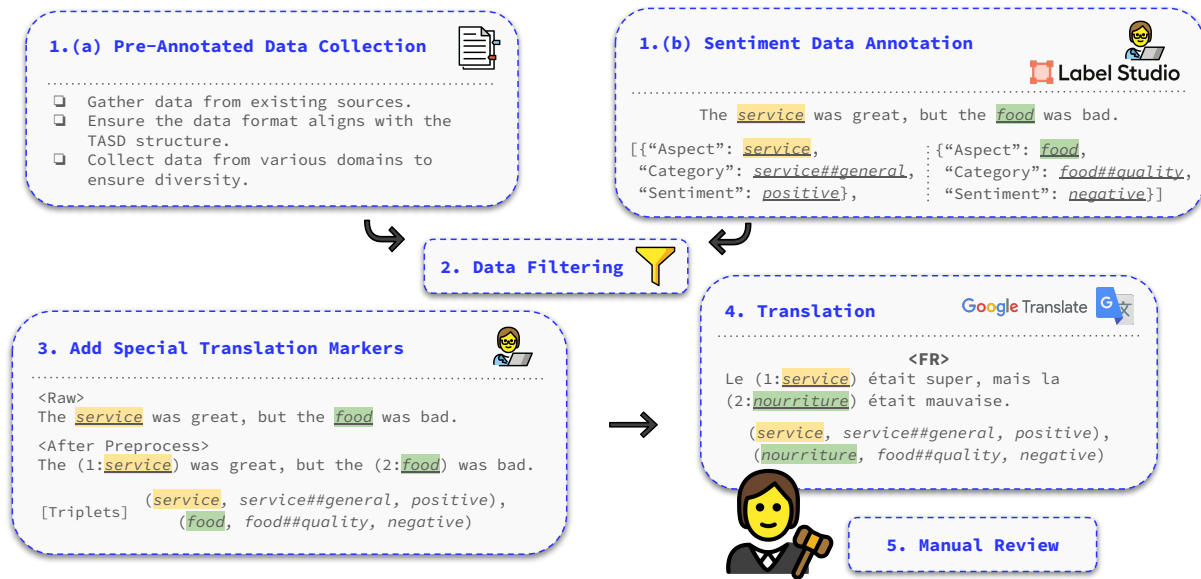 1.(a) Pre-Annotated Data Collection
❏ Gather data from existing sources.
❏ Ensure the data format aligns with the
TASD structure.
❏ Collect data from various domains to
ensure diversity.
1.(b) Sentiment Data Annotation
Label Studio
The service was great, but the food was bad.
[{“Aspect”: service,
“Category”: service##general,
“Sentiment”: positive},
{“Aspect”: food,
“Category”: food##quality,
“Sentiment”: negative}]
2. Data Filtering
3. Add Special Translation Markers
<Raw>
The service was great, but the food was bad.
<After Preprocess>
The (1:service) was great, but the (2:food) was bad.
[Triplets]
(service, service##general, positive),
(food, food##quality, negative)
4. Translation
Google Translate
G 文
<FR>
Le (1:service) était super, mais la
(2:nourriture) était mauvaise.
(service, service##general, positive),
(nourriture, food##quality, negative)
5. Manual Review